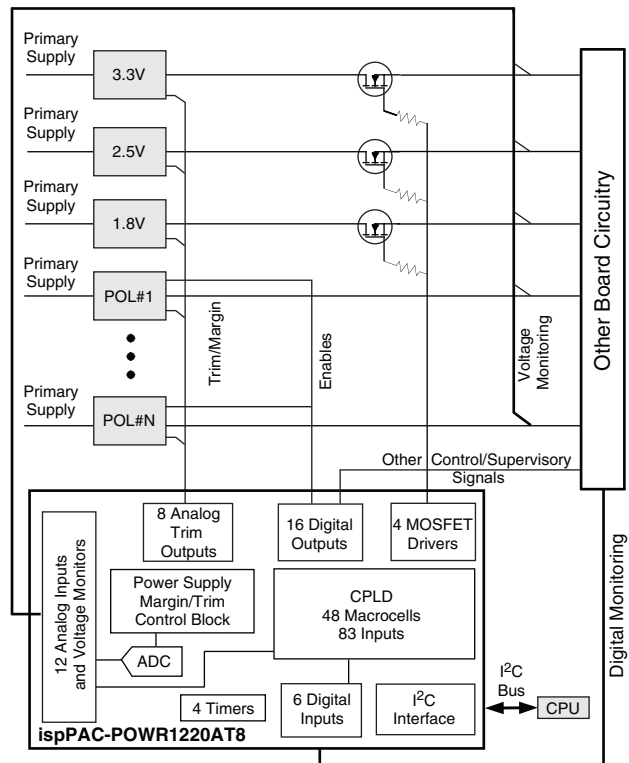 Primary
Supply
3.3V
Primary
Supply
2.5V
Primary
Supply
1.8V
Primary
Supply
POL#1
Primary
Supply
POL#N
Trim/Margin
Enables
Voltage
Monitoring
Other Board Circuitry
Other Control/Supervisory
Signals
8 Analog
Trim
Outputs
16 Digital
Outputs
4 MOSFET
Drivers
12 Analog Inputs
and Voltage Monitors
Power Supply
Margin/Trim
Control Block
ADC
CPLD
48 Macrocells
83 Inputs
4 Timers
6 Digital
Inputs
I²C
Interface
I²C
Bus
CPU
Digital Monitoring
ispPAC-POWR1220AT8